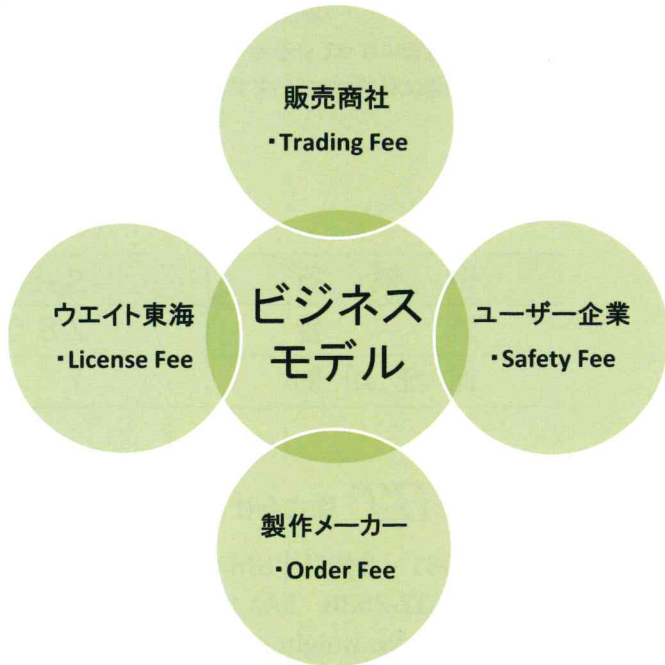 販売商社
・Trading Fee
ウエイト東海
・License Fee
ビジネス
モデル
ユーザー企業
・Safety Fee
製作メーカー
・Order Fee